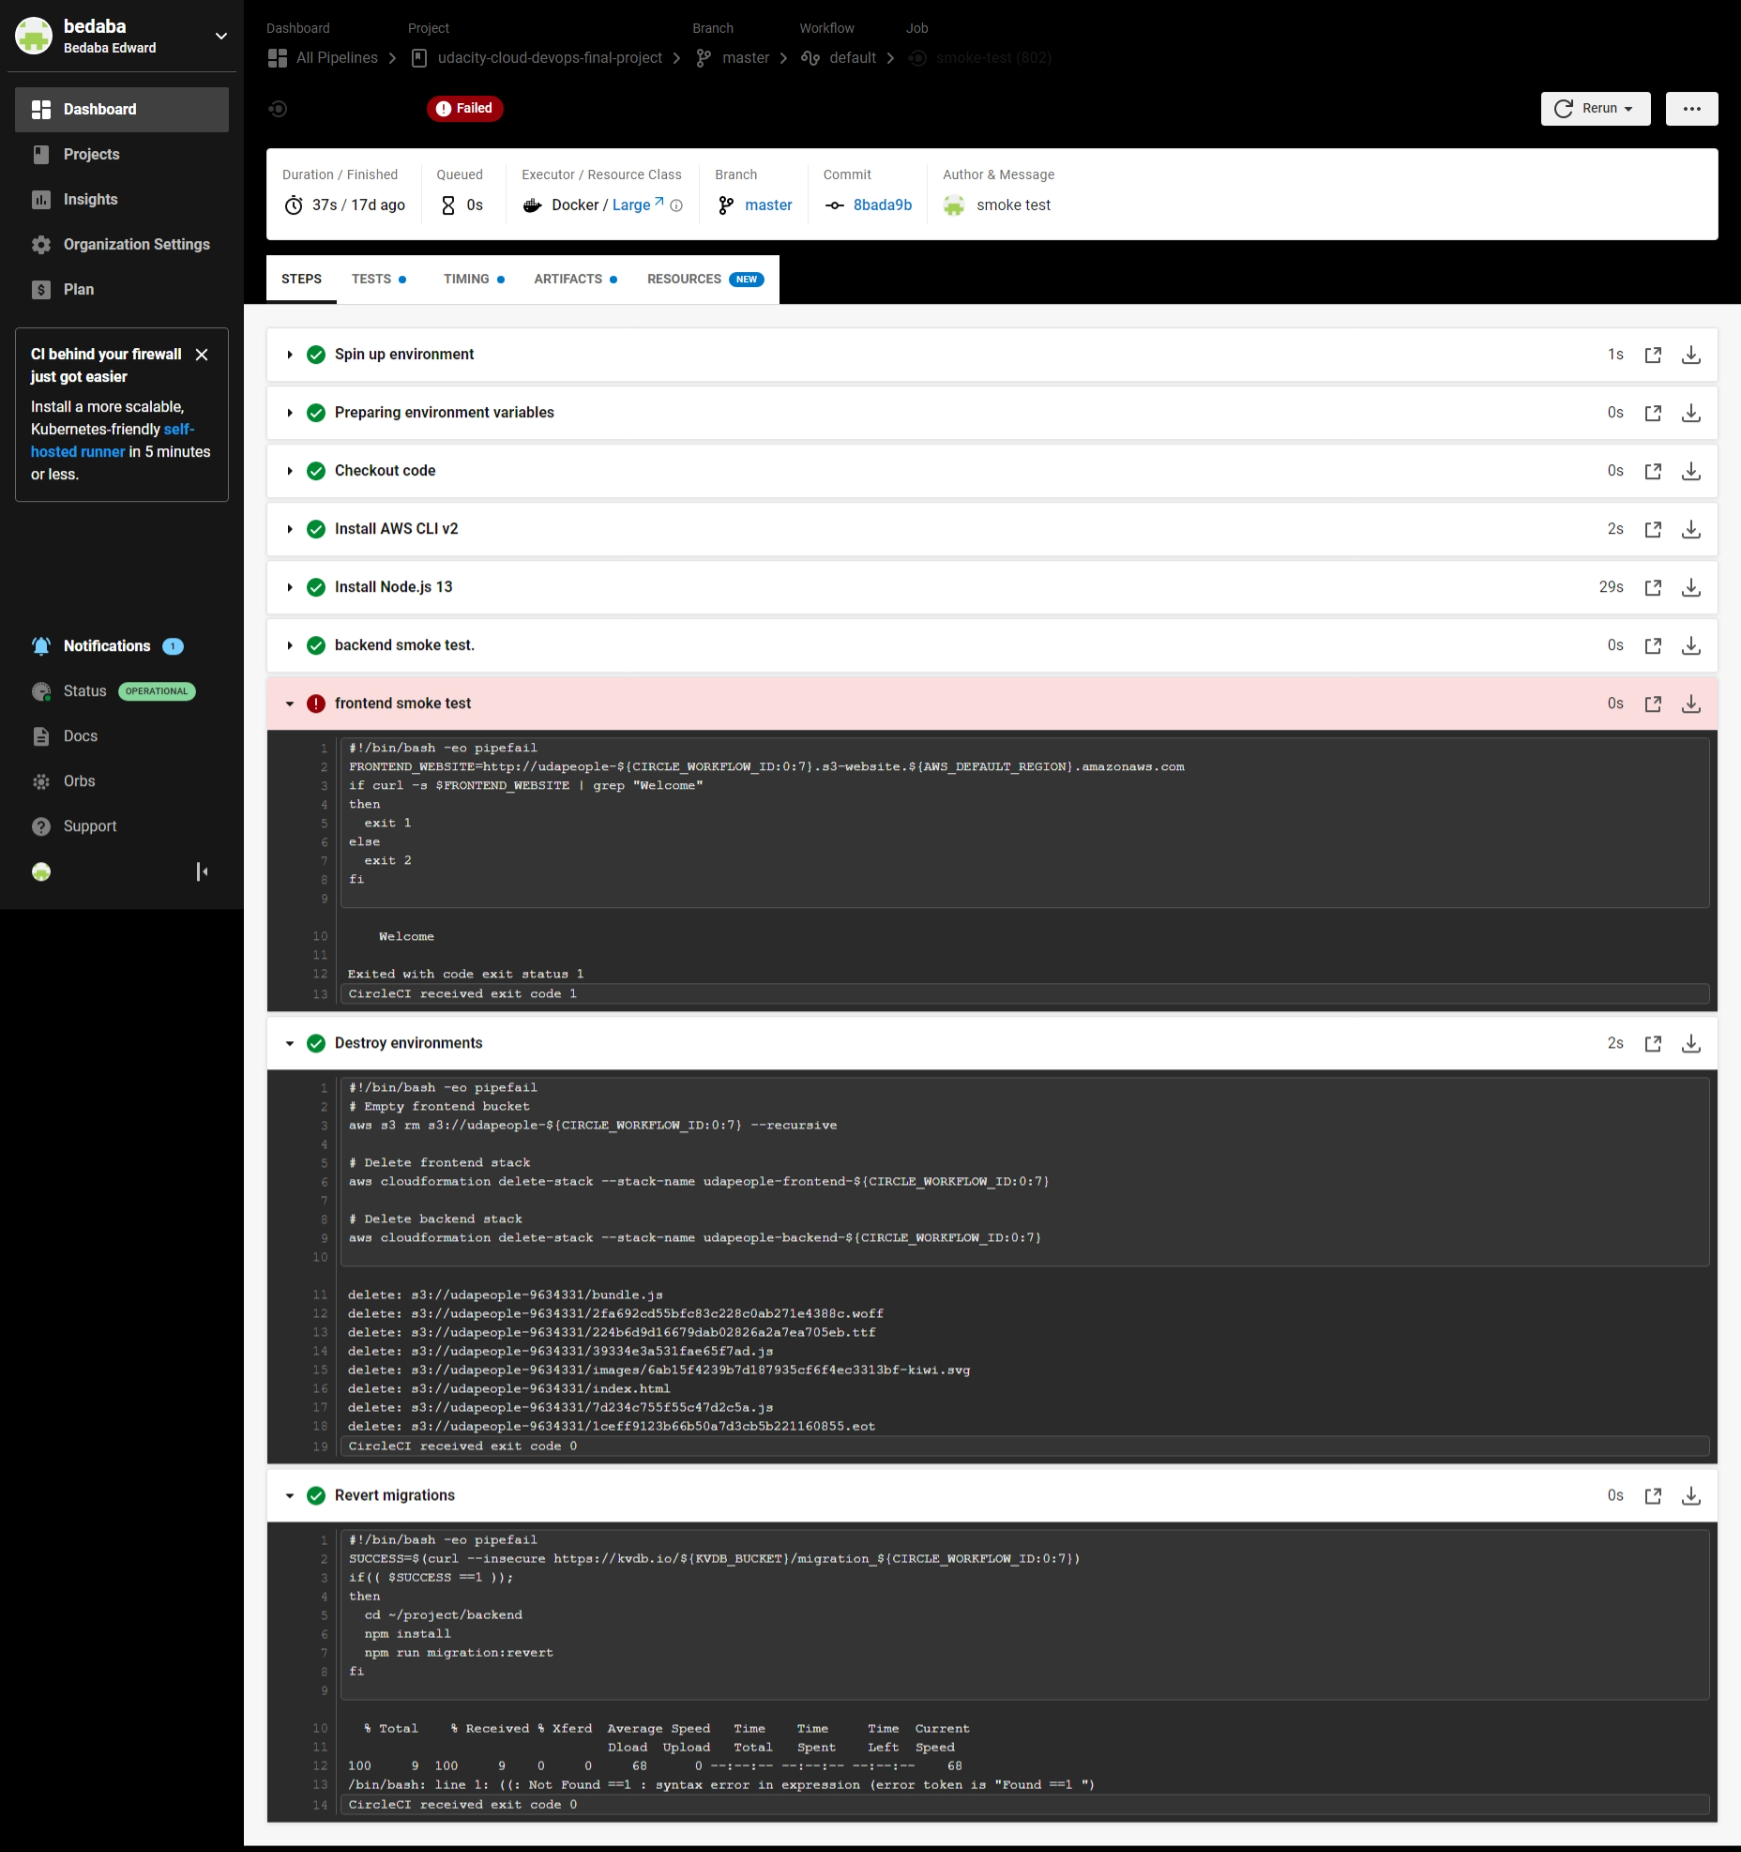 bedaba
Bedaba Edward
Dashboard
Projects
Insights
Organization Settings
Plan
CI behind your firewall
just got easier
Install a more scalable,
Kubernetes-friendly self-
hosted runner in 5 minutes
or less.
Notifications 1
Status OPERATIONAL
Docs
Orbs
Support
Dashboard Project Branch Workflow Job
All Pipelines udacity-cloud-devops-final-project master default smoke-test (802)
Failed
Rerun
Duration / Finished Queued Executor / Resource Class Branch Commit Author & Message
37s / 17d ago 0s Docker / Large master 8bada9b smoke test
STEPS TESTS TIMING ARTIFACTS RESOURCES NEW
Spin up environment 1s
Preparing environment variables 0s
Checkout code 0s
Install AWS CLI v2 2s
Install Node.js 13 29s
backend smoke test. 0s
frontend smoke test 0s
1 #!/bin/bash -eo pipefail
2 FRONTEND_WEBSITE=http://udapeople-${CIRCLE_WORKFLOW_ID:0:7}.s3-website.${AWS_DEFAULT_REGION}.amazonaws.com
3 if curl -s $FRONTEND_WEBSITE | grep "Welcome"
4 then
5   exit 1
6 else
7   exit 2
8 fi
9
10     Welcome
11
12 Exited with code exit status 1
13 CircleCI received exit code 1
Destroy environments 2s
1 #!/bin/bash -eo pipefail
2 # Empty frontend bucket
3 aws s3 rm s3://udapeople-${CIRCLE_WORKFLOW_ID:0:7} --recursive
4
5 # Delete frontend stack
6 aws cloudformation delete-stack --stack-name udapeople-frontend-${CIRCLE_WORKFLOW_ID:0:7}
7
8 # Delete backend stack
9 aws cloudformation delete-stack --stack-name udapeople-backend-${CIRCLE_WORKFLOW_ID:0:7}
10
11 delete: s3://udapeople-9634331/bundle.js
12 delete: s3://udapeople-9634331/2fa692cd55bfc83c228c0ab271e4388c.woff
13 delete: s3://udapeople-9634331/224b6d9d16679dab02826a2a7ea705eb.ttf
14 delete: s3://udapeople-9634331/39334e3a531fae65f7ad.js
15 delete: s3://udapeople-9634331/images/6ab15f4239b7d187935cf6f4ec3313bf-kiwi.svg
16 delete: s3://udapeople-9634331/index.html
17 delete: s3://udapeople-9634331/7d234c755f55c47d2c5a.js
18 delete: s3://udapeople-9634331/1ceff9123b66b50a7d3cb5b221160855.eot
19 CircleCI received exit code 0
Revert migrations 0s
1 #!/bin/bash -eo pipefail
2 SUCCESS=$(curl --insecure https://kvdb.io/${KVDB_BUCKET}/migration_${CIRCLE_WORKFLOW_ID:0:7})
3 if(( $SUCCESS ==1 ));
4 then
5   cd ~/project/backend
6   npm install
7   npm run migration:revert
8 fi
9
10 % Total % Received % Xferd Average Speed Time Time Time Current
11 Dload Upload Total Spent Left Speed
12 100 9 100 9 0 0 68 0 --:--:-- --:--:-- --:--:-- 68
13 /bin/bash: line 1: ((: Not Found ==1 : syntax error in expression (error token is "Found ==1 ")
14 CircleCI received exit code 0